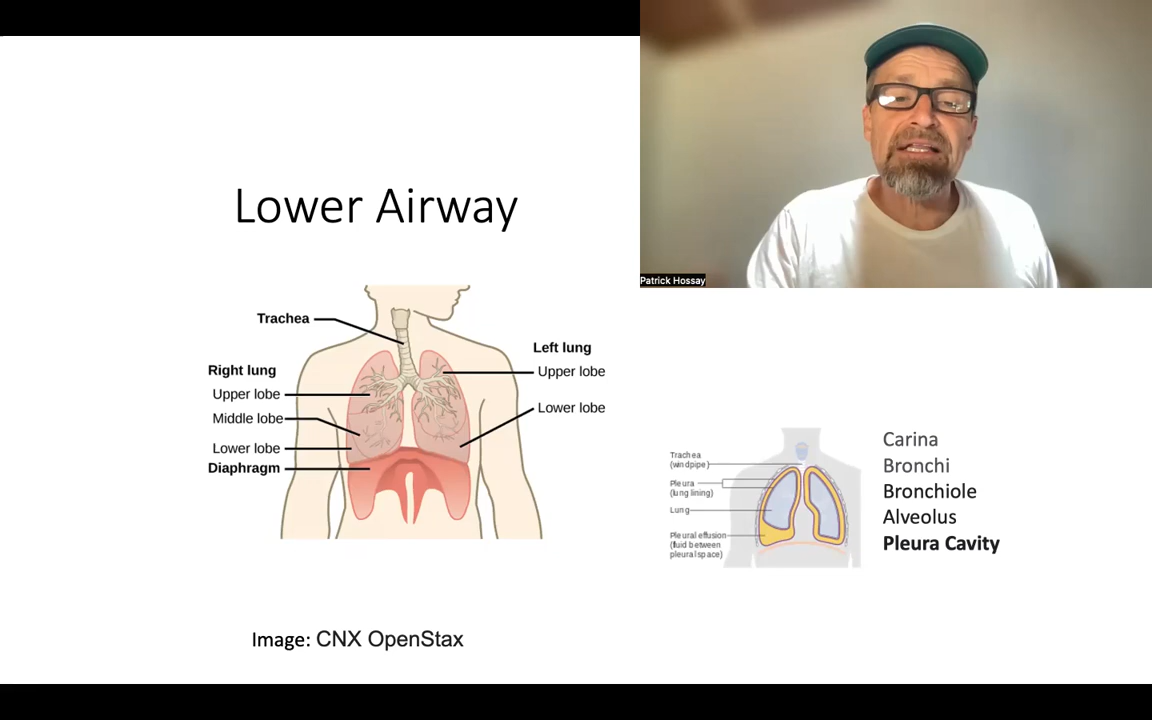 Patrick Hossay
Lower Airway
Trachea
Left lung
Right lung
Upper lobe
Upper lobe
Lower lobe
Middle lobe
Lower lobe
Diaphragm
Trachea
(windpipe)
Pleura
(lung lining)
Lung
Pleural effusion
(fluid between
pleural space)
Carina
Bronchi
Bronchiole
Alveolus
Pleura Cavity
Image: CNX OpenStax